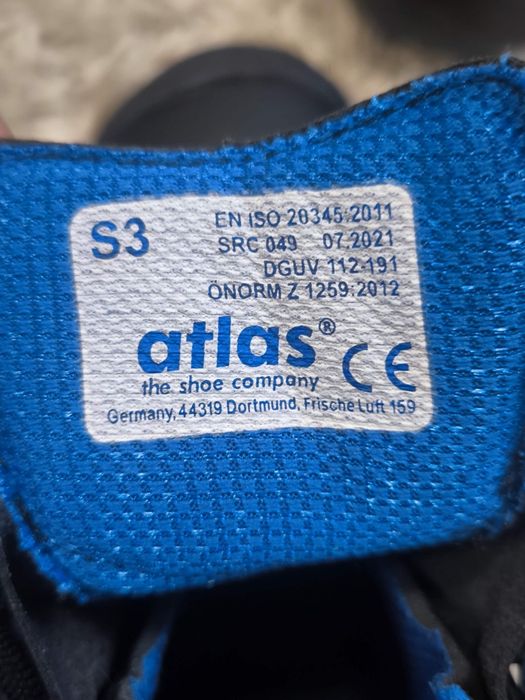 S3
EN ISO 20345:2011
SRC 049 07.2021
DGUV 112-191
ÖNORM Z 1259:2012
atlas®
the shoe company
CE
Germany, 44319 Dortmund, Frische Luft 159